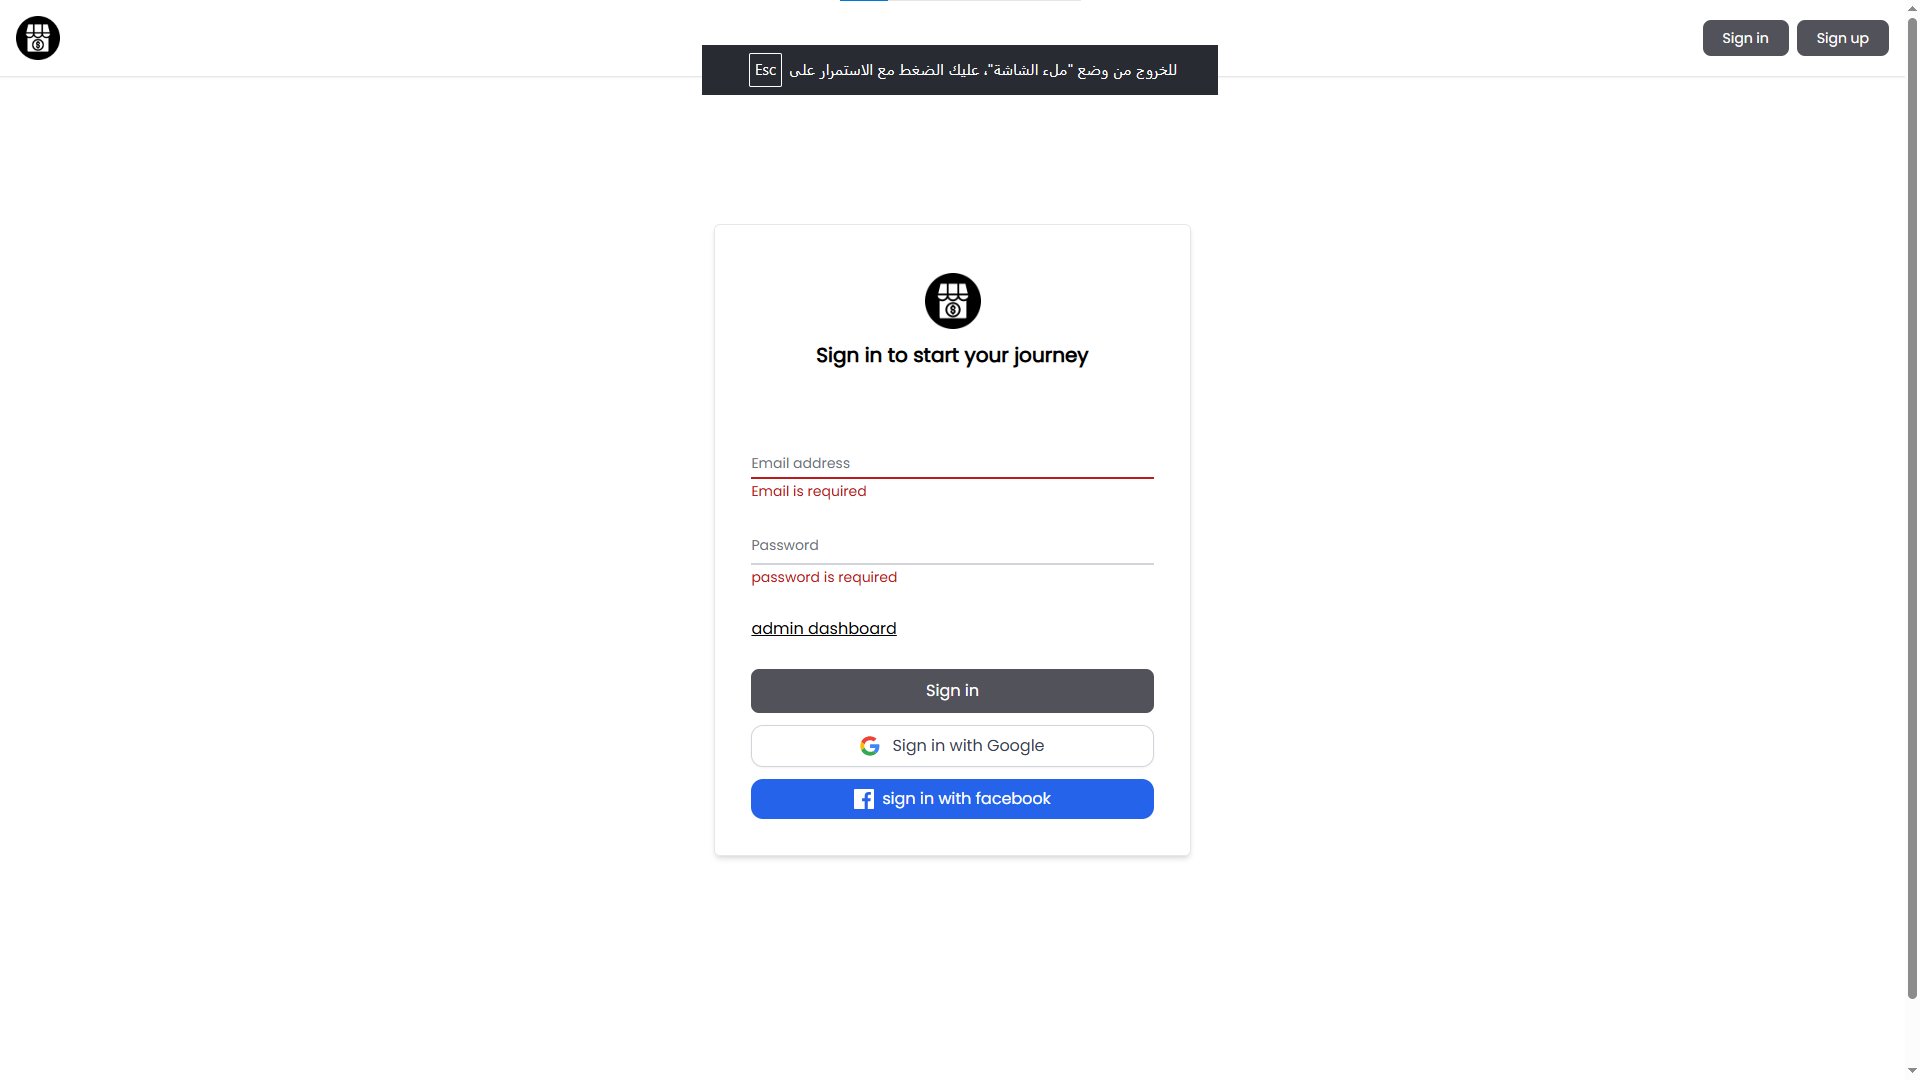 Sign in
Sign up
للخروج من وضع "ملء الشاشة"، عليك الضغط مع الاستمرار على Esc
Sign in to start your journey
Email address
Email is required
Password
password is required
admin dashboard
Sign in
Sign in with Google
sign in with facebook